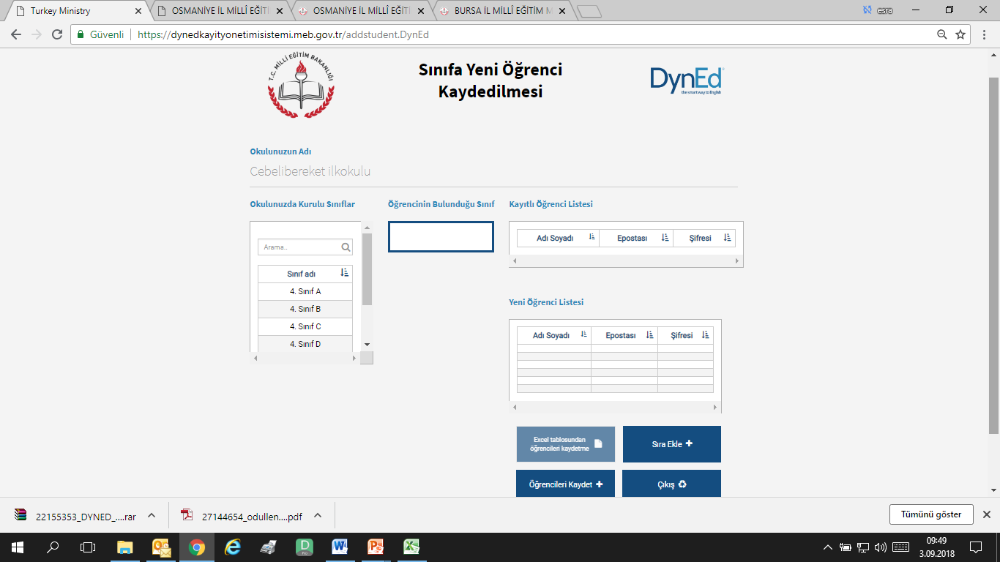 Turkey Ministry
OSMANİYE İL MİLLÎ EĞİTİ
OSMANİYE İL MİLLÎ EĞİTİ
BURSA İL MİLLÎ EĞİTİM M
esra
Güvenli
https://dynedkayityonetimisistemi.meb.gov.tr/addstudent.DynEd
T.C. MİLLÎ EĞİTİM BAKANLIĞI
Sınıfa Yeni Öğrenci
Kaydedilmesi
DynEd
the smart way to English
Okulunuzun Adı
Cebelibereket ilkokulu
Okulunuzda Kurulu Sınıflar
Öğrencinin Bulunduğu Sınıf
Kayıtlı Öğrenci Listesi
Arama..
Sınıf adı
4. Sınıf A
4. Sınıf B
4. Sınıf C
4. Sınıf D
Adı Soyadı Epostası Şifresi
Yeni Öğrenci Listesi
Adı Soyadı Epostası Şifresi
Excel tablosundan
öğrencileri kaydetme
Sıra Ekle
Öğrencileri Kaydet
Çıkış
22155353_DYNED_....rar
27144654_odullen....pdf
Tümünü göster
09:49
3.09.2018